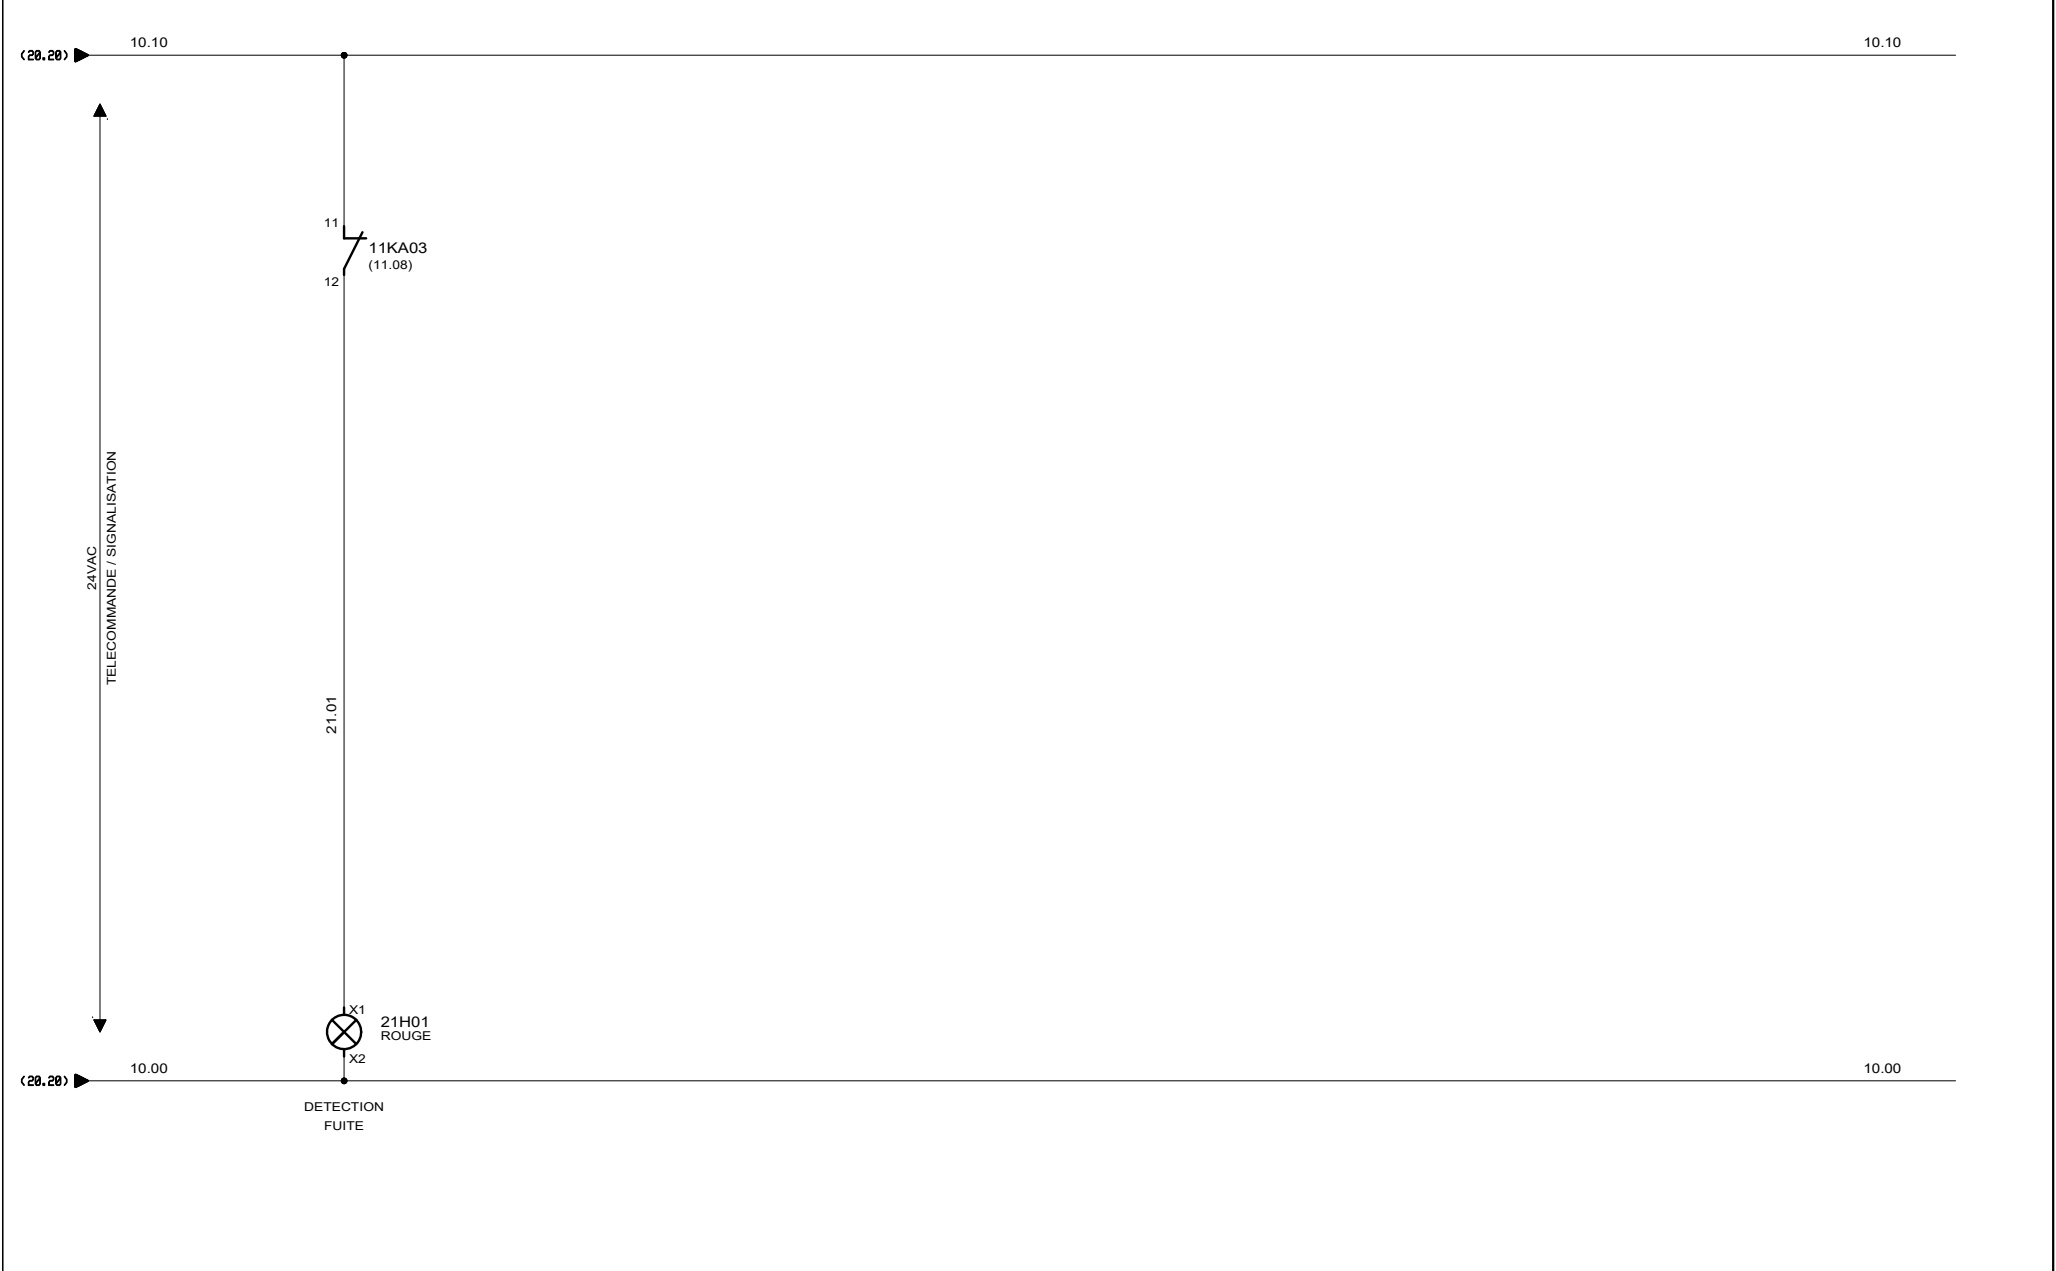 (20.20)
10.10
10.10
11
11KA03
(11.08)
12
24VAC
TELECOMMANDE / SIGNALISATION
21.01
X1
21H01
ROUGE
X2
(20.20)
10.00
10.00
DETECTION
FUITE